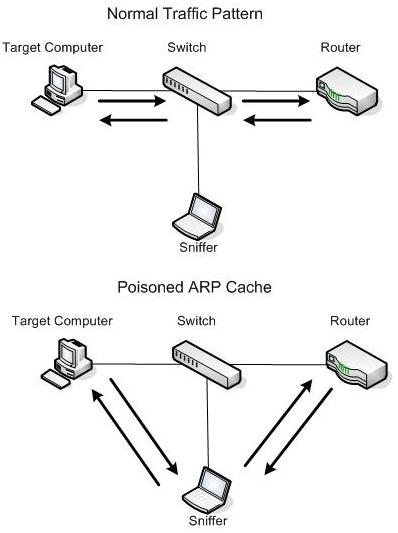 Normal Traffic Pattern
Target Computer Switch Router
Sniffer
Poisoned ARP Cache
Target Computer Switch Router
Sniffer